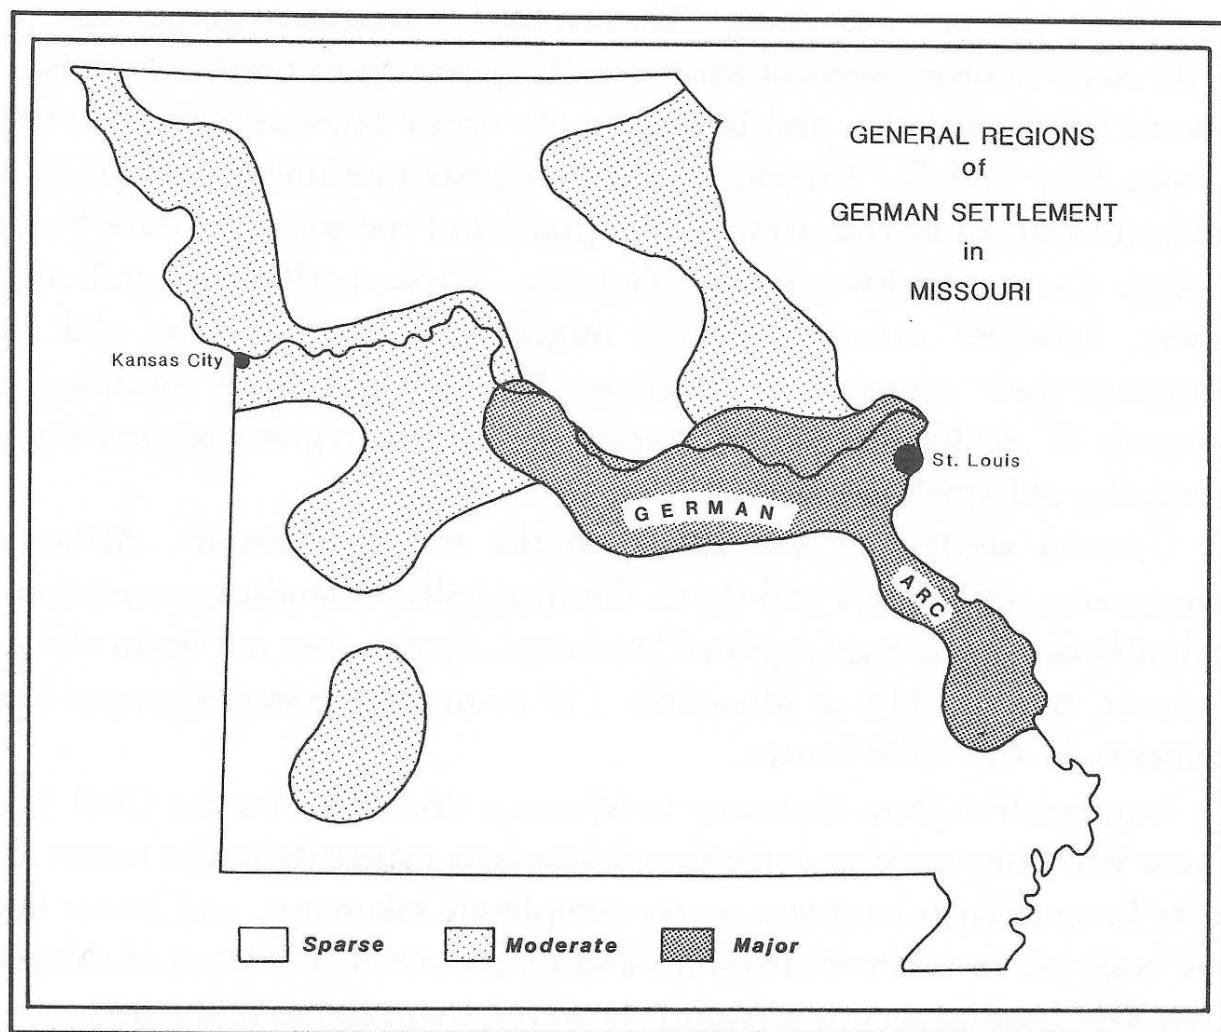 GENERAL REGIONS
of
GERMAN SETTLEMENT
in
MISSOURI
Kansas City
St. Louis
GERMAN
ARC
Sparse
Moderate
Major